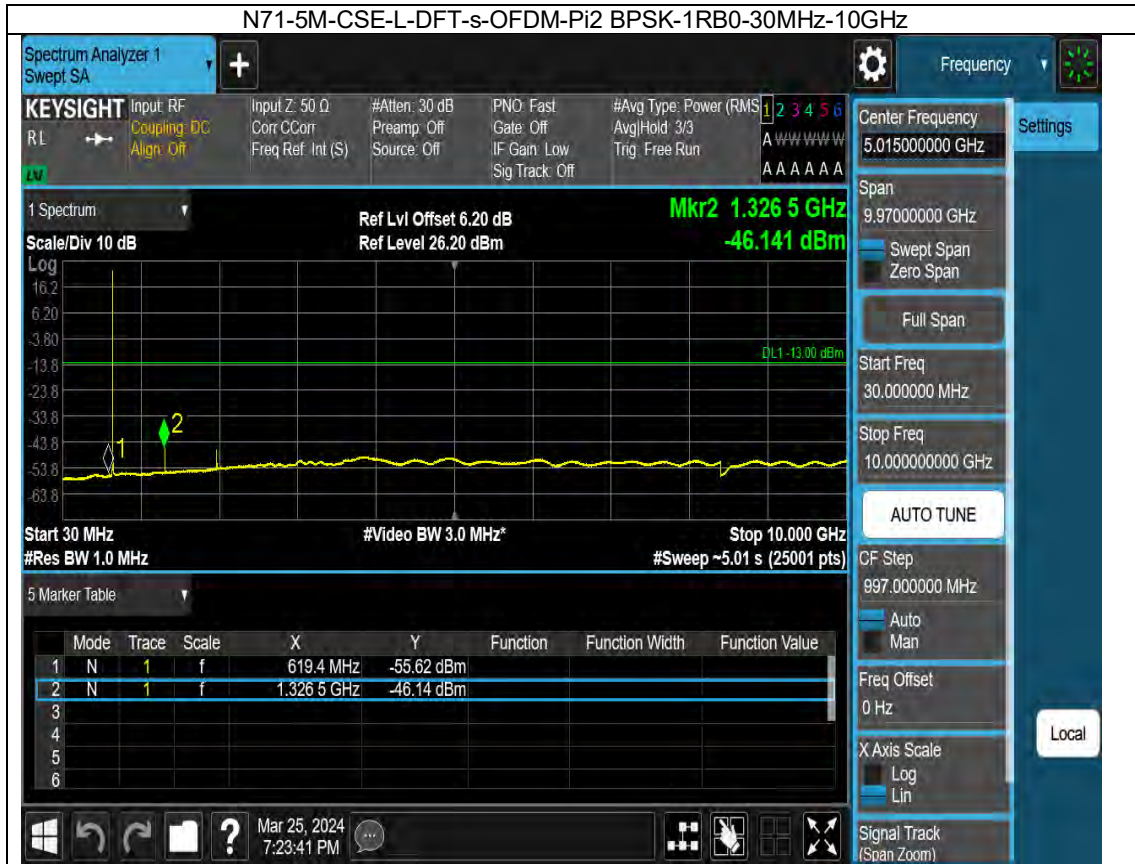 N71-5M-CSE-L-DFT-s-OFDM-Pi2 BPSK-1RB0-30MHz-10GHz
Spectrum Analyzer 1
Swept SA
Frequency
KEYSIGHT Input: RF
RL Coupling: DC
Align: Off
LXI
Input Z: 50 Ω
Corr CCorr
Freq Ref: Int (S)
#Atten: 30 dB
Preamp: Off
Source: Off
PNO: Fast
Gate: Off
IF Gain: Low
Sig Track: Off
#Avg Type: Power (RMS
Avg|Hold: 3/3
Trig: Free Run
1 2 3 4 5 6
A W W W W W
A A A A A A
1 Spectrum
Scale/Div 10 dB
Ref Lvl Offset 6.20 dB
Ref Level 26.20 dBm
Mkr2 1.326 5 GHz
-46.141 dBm
Log
16.2
6.20
-3.80
-13.8
-23.8
-33.8
-43.8
-53.8
-63.8
DL1 -13.00 dBm
1
2
Start 30 MHz
#Res BW 1.0 MHz
#Video BW 3.0 MHz*
Stop 10.000 GHz
#Sweep ~5.01 s (25001 pts)
5 Marker Table
Mode Trace Scale X Y Function Function Width Function Value
1 N 1 f 619.4 MHz -55.62 dBm
2 N 1 f 1.326 5 GHz -46.14 dBm
3
4
5
6
Mar 25, 2024
7:23:41 PM
Center Frequency
5.015000000 GHz
Settings
Span
9.97000000 GHz
Swept Span
Zero Span
Full Span
Start Freq
30.000000 MHz
Stop Freq
10.000000000 GHz
AUTO TUNE
CF Step
997.000000 MHz
Auto
Man
Freq Offset
0 Hz
Local
X Axis Scale
Log
Lin
Signal Track
(Span Zoom)